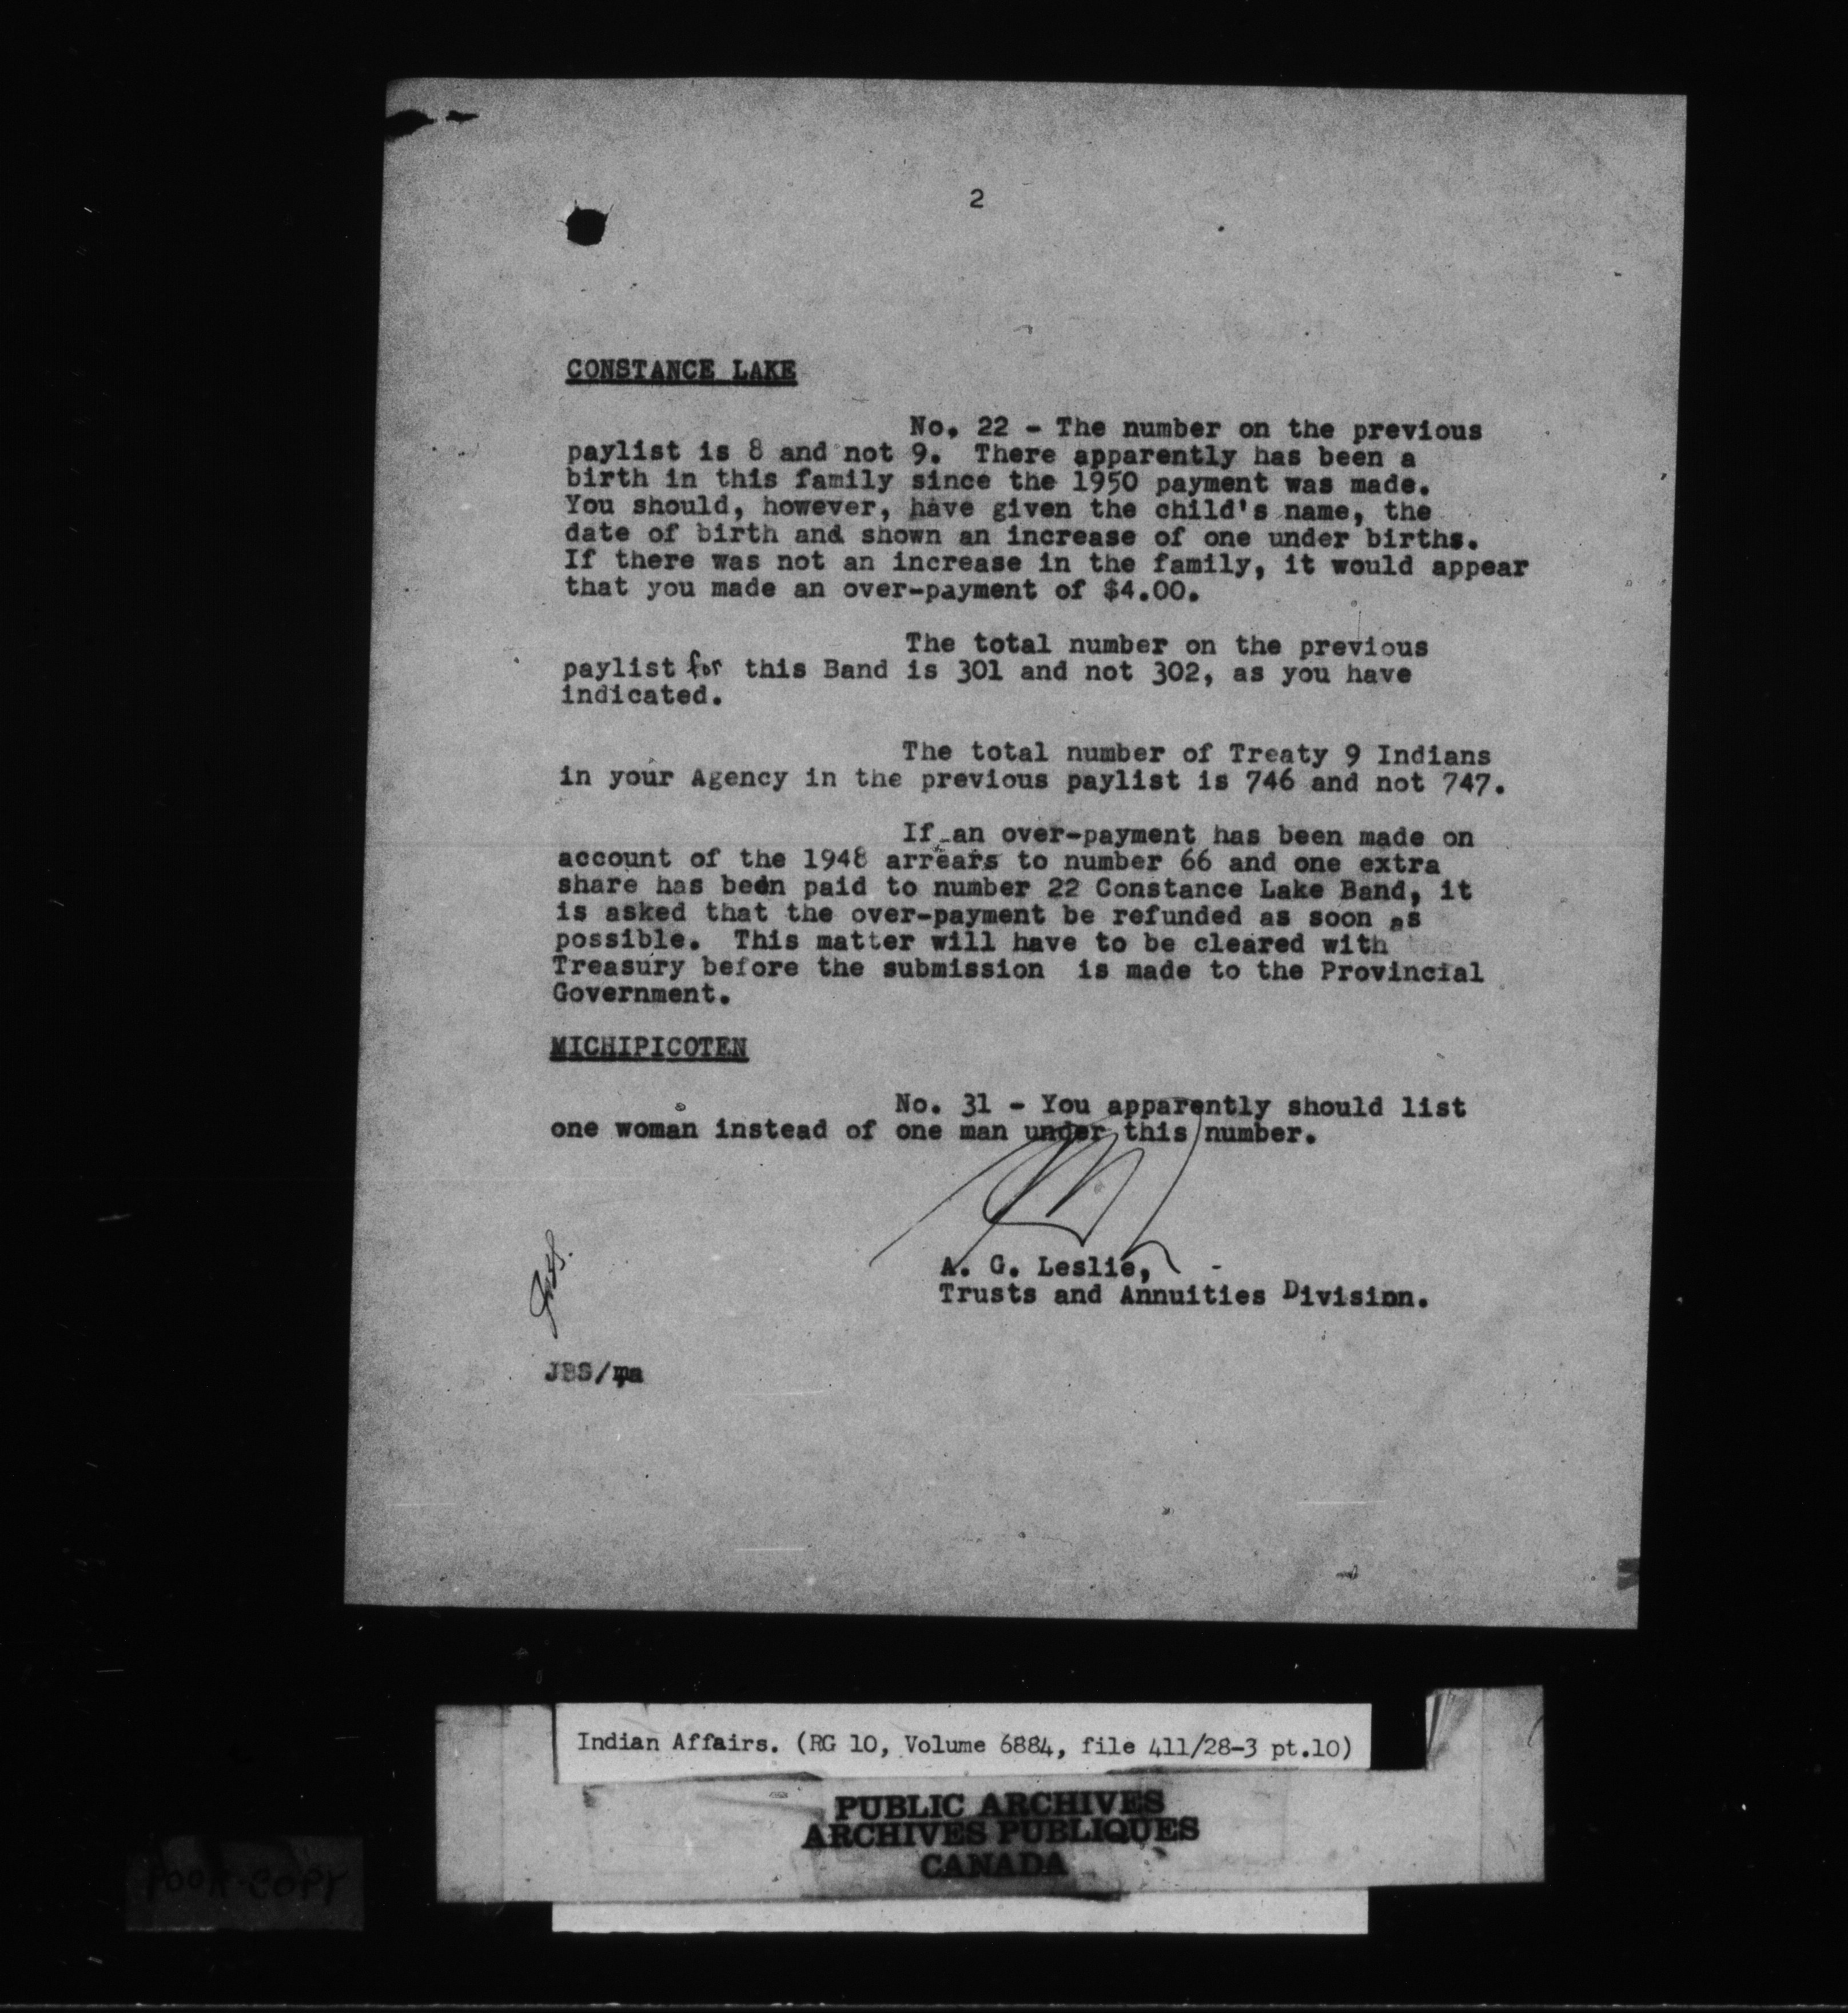 2
CONSTANCE LAKE
No. 22 - The number on the previous
paylist is 8 and not 9. There apparently has been a
birth in this family since the 1950 payment was made.
You should, however, have given the child's name, the
date of birth and shown an increase of one under births.
If there was not an increase in the family, it would appear
that you made an over-payment of $4.00.
The total number on the previous
paylist for this Band is 301 and not 302, as you have
indicated.
The total number of Treaty 9 Indians
in your Agency in the previous paylist is 746 and not 747.
If an over-payment has been made on
account of the 1948 arrears to number 66 and one extra
share has been paid to number 22 Constance Lake Band, it
is asked that the over-payment be refunded as soon as
possible. This matter will have to be cleared with the
Treasury before the submission is made to the Provincial
Government.
MICHIPICOTEN
No. 31 - You apparently should list
one woman instead of one man under this number.
A. G. Leslie,
Trusts and Annuities Division.
JBS/ma
Indian Affairs. (RG 10, Volume 6884, file 411/28-3 pt.10)
PUBLIC ARCHIVES
ARCHIVES PUBLIQUES
CANADA
POOR COPY